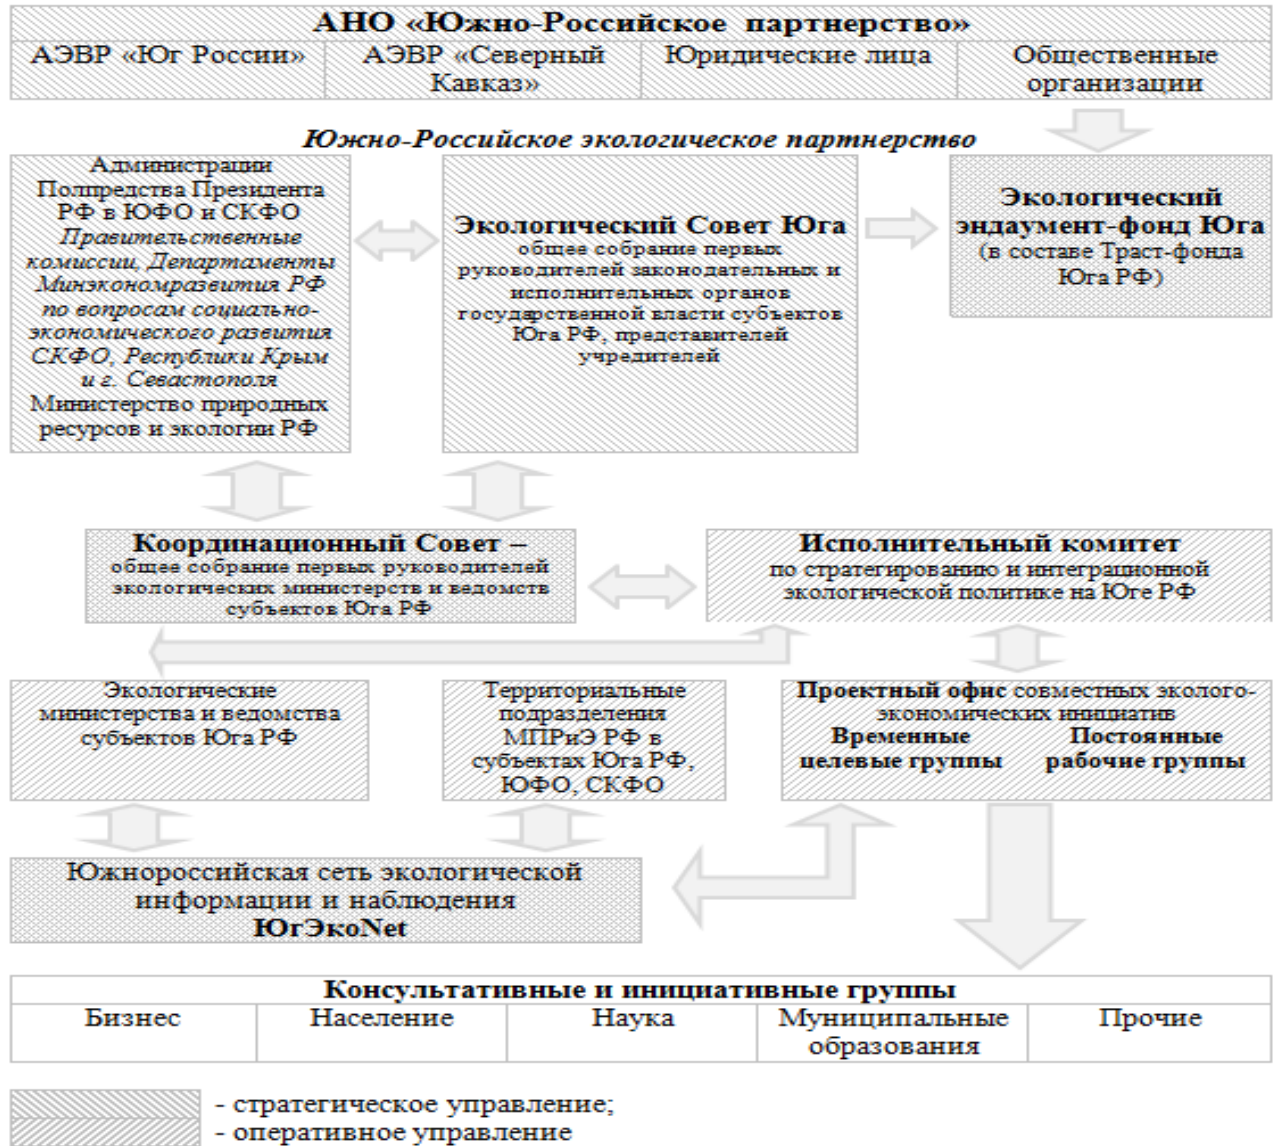 АНО «Южно-Российское партнерство»
АЭВР «Юг России»
АЭВР «Северный
Кавказ»
Юридические лица
Общественные
организации
Южно-Российское экологическое партнерство
Администрации
Полпредства Президента
РФ в ЮФО и СКФО
Правительственные
комиссии, Департаменты
Минэкономразвития РФ
по вопросам социально-
экономического развития
СКФО, Республики Крым
и г. Севастополя
Министерство природных
ресурсов и экологии РФ
Экологический Совет Юга
общее собрание первых
руководителей законодательных и
исполнительных органов
государственной власти субъектов
Юга РФ, представителей
учредителей
Экологический
эндаумент-фонд Юга
(в составе Траст-фонда
Юга РФ)
Координационный Совет –
общее собрание первых руководителей
экологических министерств и ведомств
субъектов Юга РФ
Исполнительный комитет
по стратегированию и интеграционной
экологической политике на Юге РФ
Экологические
министерства и ведомства
субъектов Юга РФ
Территориальные
подразделения
МПРиЭ РФ в
субъектах Юга РФ,
ЮФО, СКФО
Проектный офис совместных эколого-
экономических инициатив
Временные
целевые группы
Постоянные
рабочие группы
Южнороссийская сеть экологической
информации и наблюдения
ЮгЭкоNet
Консультативные и инициативные группы
Бизнес
Население
Наука
Муниципальные
образования
Прочие
- стратегическое управление;
- оперативное управление